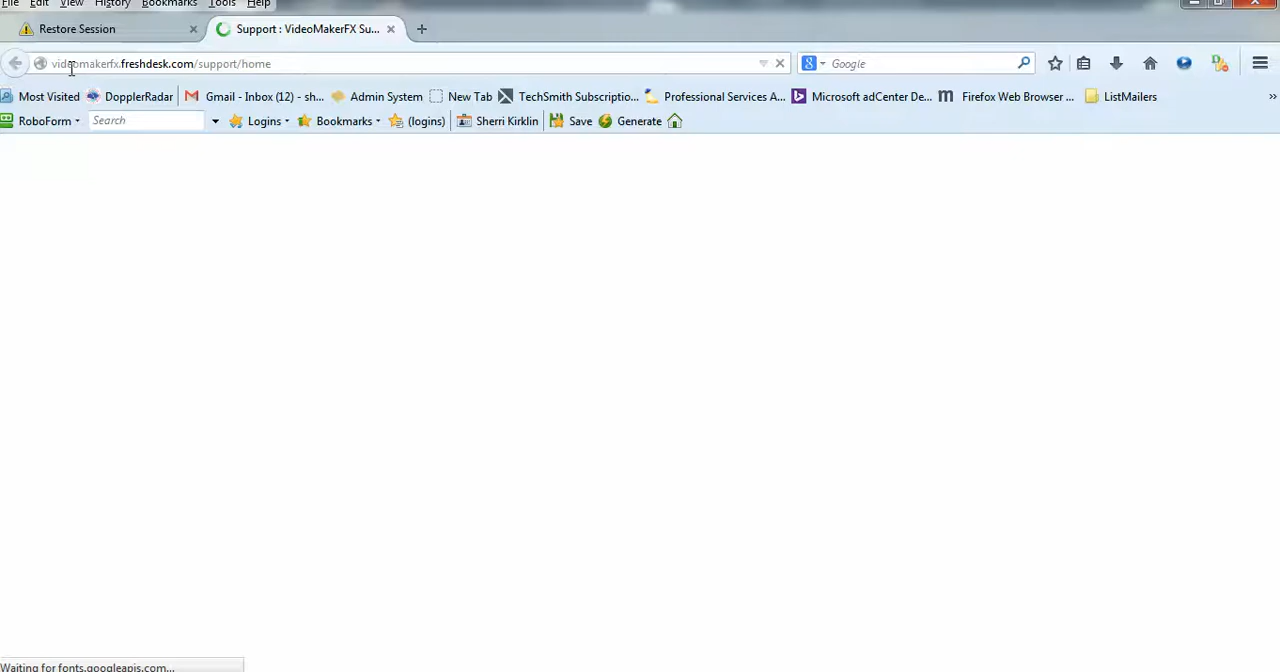 File Edit View History Bookmarks Tools Help
Restore Session Support : VideoMakerFX Su...
videomakerfx.freshdesk.com/support/home Google
Most Visited DopplerRadar Gmail - Inbox (12) - sh... Admin System New Tab TechSmith Subscriptio... Professional Services A... Microsoft adCenter De... Firefox Web Browser ... ListMailers
RoboForm Search Logins Bookmarks (logins) Sherri Kirklin Save Generate
Waiting for fonts.googleapis.com...